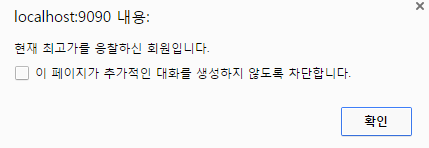 localhost:9090 내용:
현재 최고가를 응찰하신 회원입니다.
이 페이지가 추가적인 대화를 생성하지 않도록 차단합니다.
확인